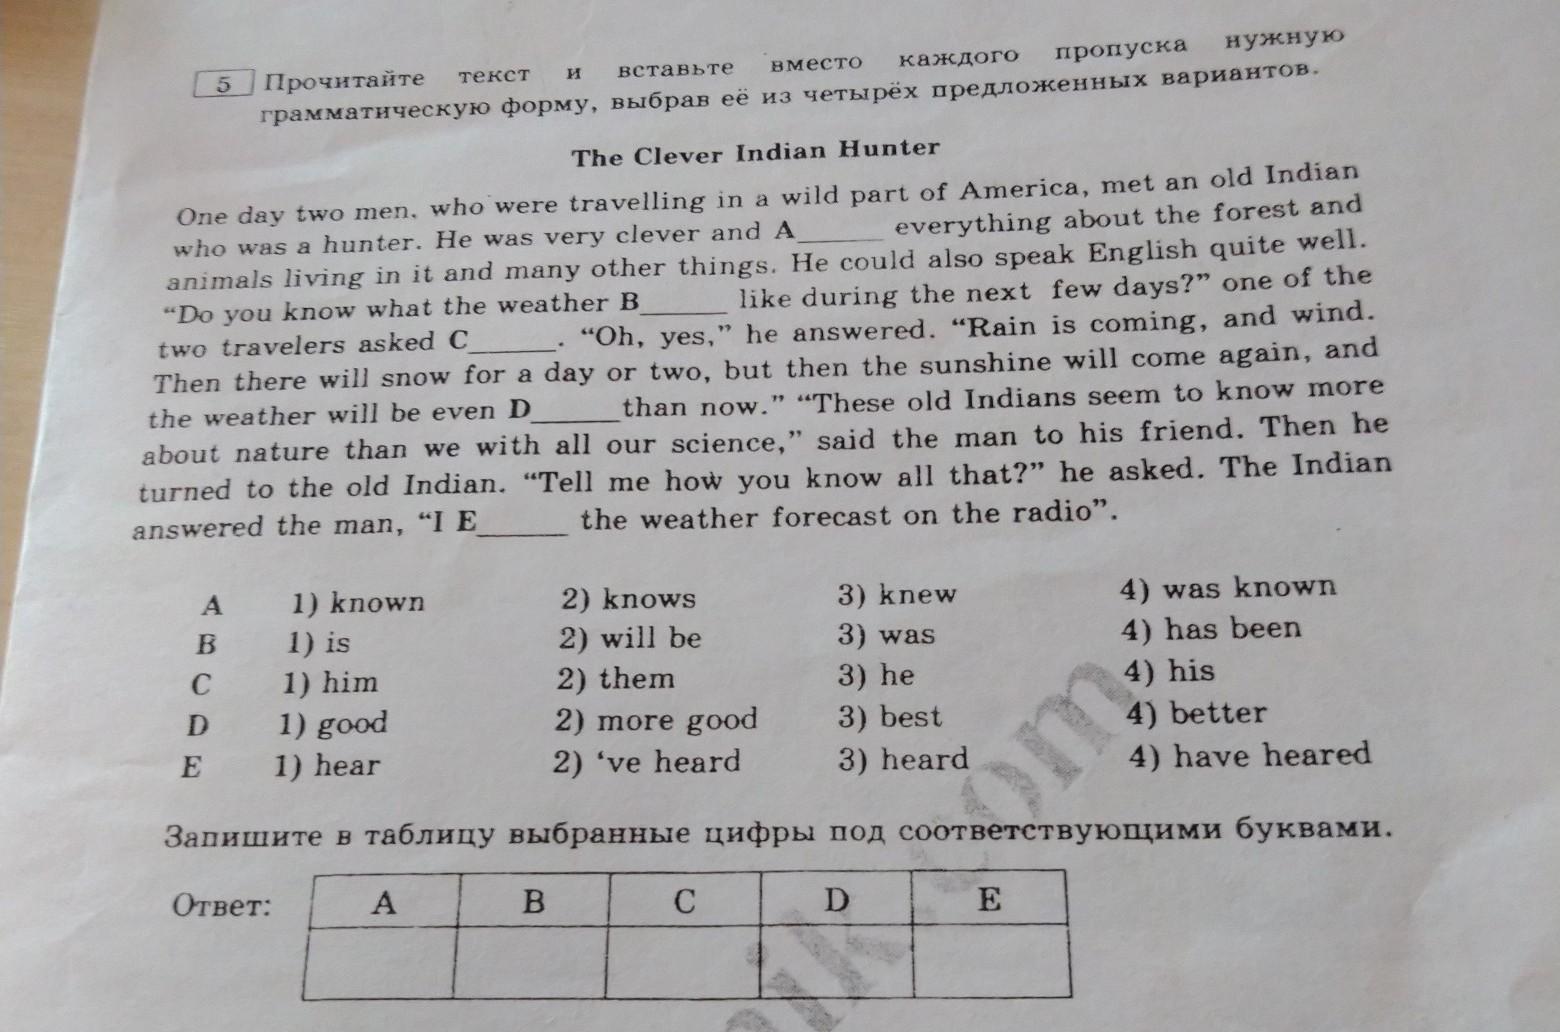 5 Прочитайте текст и вставьте вместо каждого пропуска нужную
грамматическую форму, выбрав её из четырёх предложенных вариантов.
The Clever Indian Hunter
One day two men, who were travelling in a wild part of America, met an old Indian
who was a hunter. He was very clever and A______ everything about the forest and
animals living in it and many other things. He could also speak English quite well.
“Do you know what the weather B______ like during the next few days?” one of the
two travelers asked C______. “Oh, yes,” he answered. “Rain is coming, and wind.
Then there will snow for a day or two, but then the sunshine will come again, and
the weather will be even D______ than now.” “These old Indians seem to know more
about nature than we with all our science,” said the man to his friend. Then he
turned to the old Indian. “Tell me how you know all that?” he asked. The Indian
answered the man, “I E______ the weather forecast on the radio”.
A 1) known 2) knows 3) knew 4) was known
B 1) is 2) will be 3) was 4) has been
C 1) him 2) them 3) he 4) his
D 1) good 2) more good 3) best 4) better
E 1) hear 2) ‘ve heard 3) heard 4) have heared
Запишите в таблицу выбранные цифры под соответствующими буквами.
Ответ: A B C D E